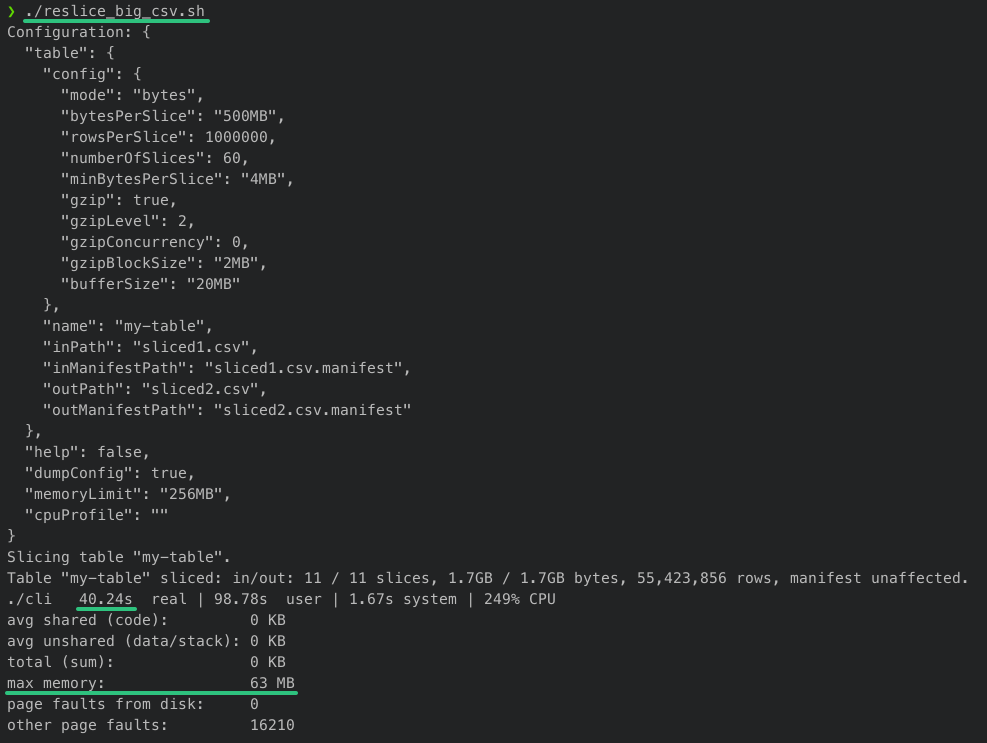 ❯ ./reslice_big_csv.sh
Configuration: {
  "table": {
    "config": {
      "mode": "bytes",
      "bytesPerSlice": "500MB",
      "rowsPerSlice": 1000000,
      "numberOfSlices": 60,
      "minBytesPerSlice": "4MB",
      "gzip": true,
      "gzipLevel": 2,
      "gzipConcurrency": 0,
      "gzipBlockSize": "2MB",
      "bufferSize": "20MB"
    },
    "name": "my-table",
    "inPath": "sliced1.csv",
    "inManifestPath": "sliced1.csv.manifest",
    "outPath": "sliced2.csv",
    "outManifestPath": "sliced2.csv.manifest"
  },
  "help": false,
  "dumpConfig": true,
  "memoryLimit": "256MB",
  "cpuProfile": ""
}
Slicing table "my-table".
Table "my-table" sliced: in/out: 11 / 11 slices, 1.7GB / 1.7GB bytes, 55,423,856 rows, manifest unaffected.
./cli   40.24s  real | 98.78s  user | 1.67s system | 249% CPU
avg shared (code):         0 KB
avg unshared (data/stack): 0 KB
total (sum):               0 KB
max memory:                63 MB
page faults from disk:     0
other page faults:         16210